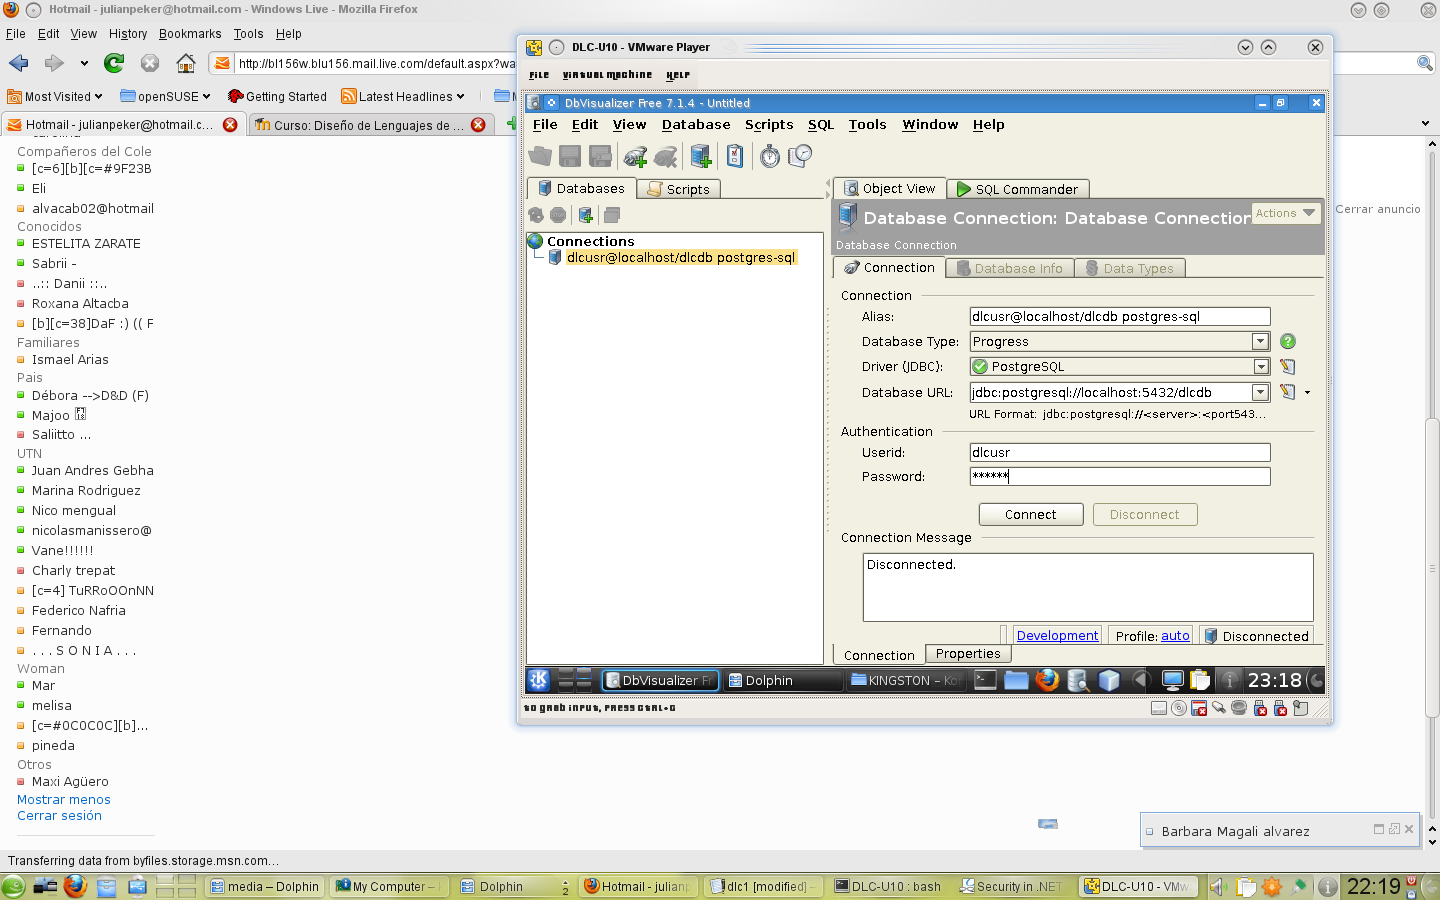 Hotmail - julianpeker@hotmail.com - Windows Live - Mozilla Firefox
File Edit View History Bookmarks Tools Help
http://bl156w.blu156.mail.live.com/default.aspx?wa
Most Visited openSUSE Getting Started Latest Headlines
Hotmail - julianpeker@hotmail.c... Curso: Diseño de Lenguajes de ...
Compañeros del Cole
[c=6][b][c=#9F23B
Eli
alvacab02@hotmail
Conocidos
ESTELITA ZARATE
Sabrii -
..:: Danii ::..
Roxana Altacba
[b][c=38]DaF :) (( F
Familiares
Ismael Arias
Pais
Débora -->D&D (F)
Majoo
Saliitto ...
UTN
Juan Andres Gebha
Marina Rodriguez
Nico mengual
nicolasmanissero@
Vane!!!!!!
Charly trepat
[c=4] TuRRoOOnNN
Federico Nafria
Fernando
. . . S O N I A . . .
Woman
Mar
melisa
[c=#0C0C0C][b]...
pineda
Otros
Maxi Agüero
Mostrar menos
Cerrar sesión
Cerrar anuncio
DLC-U10 - VMware Player
File Virtual Machine Help
DbVisualizer Free 7.1.4 - Untitled
File Edit View Database Scripts SQL Tools Window Help
Databases Scripts
Connections
dlcusr@localhost/dlcdb postgres-sql
Object View SQL Commander
Database Connection: Database Connection
Actions
Database Connection
Connection Database Info Data Types
Connection
Alias: dlcusr@localhost/dlcdb postgres-sql
Database Type: Progress
Driver (JDBC): PostgreSQL
Database URL: jdbc:postgresql://localhost:5432/dlcdb
URL Format: jdbc:postgresql://<server>:<port543...
Authentication
Userid: dlcusr
Password: ******
Connect Disconnect
Connection Message
Disconnected.
Development Profile: auto Disconnected
Connection Properties
DbVisualizer Fr Dolphin KINGSTON – Ko 23:18
To grab input, press Ctrl+G
Barbara Magali alvarez
Transferring data from byfiles.storage.msn.com...
media – Dolphin My Computer – Dolphin 2 Hotmail - julianp dlc1 [modified] – DLC-U10 : bash Security in .NET DLC-U10 - VMw 22:19